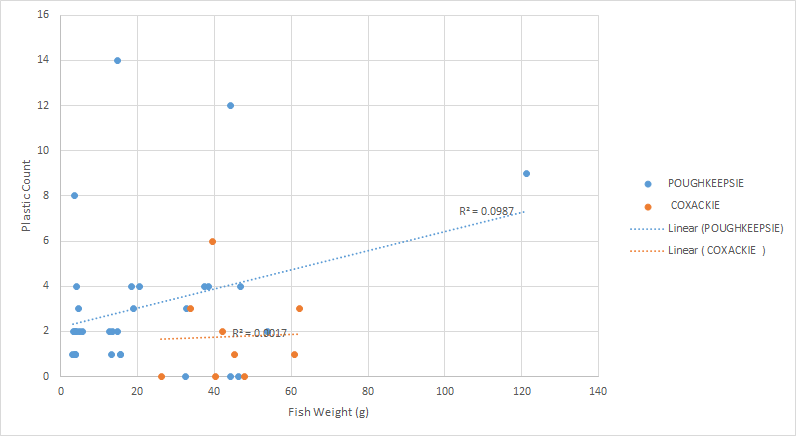 16
14
12
10
8
6
4
2
0
Plastic Count
R² = 0.0987
R² = 0.0017
0 20 40 60 80 100 120 140
Fish Weight (g)
POUGHKEEPSIE
COXACKIE
Linear (POUGHKEEPSIE)
Linear ( COXACKIE  )